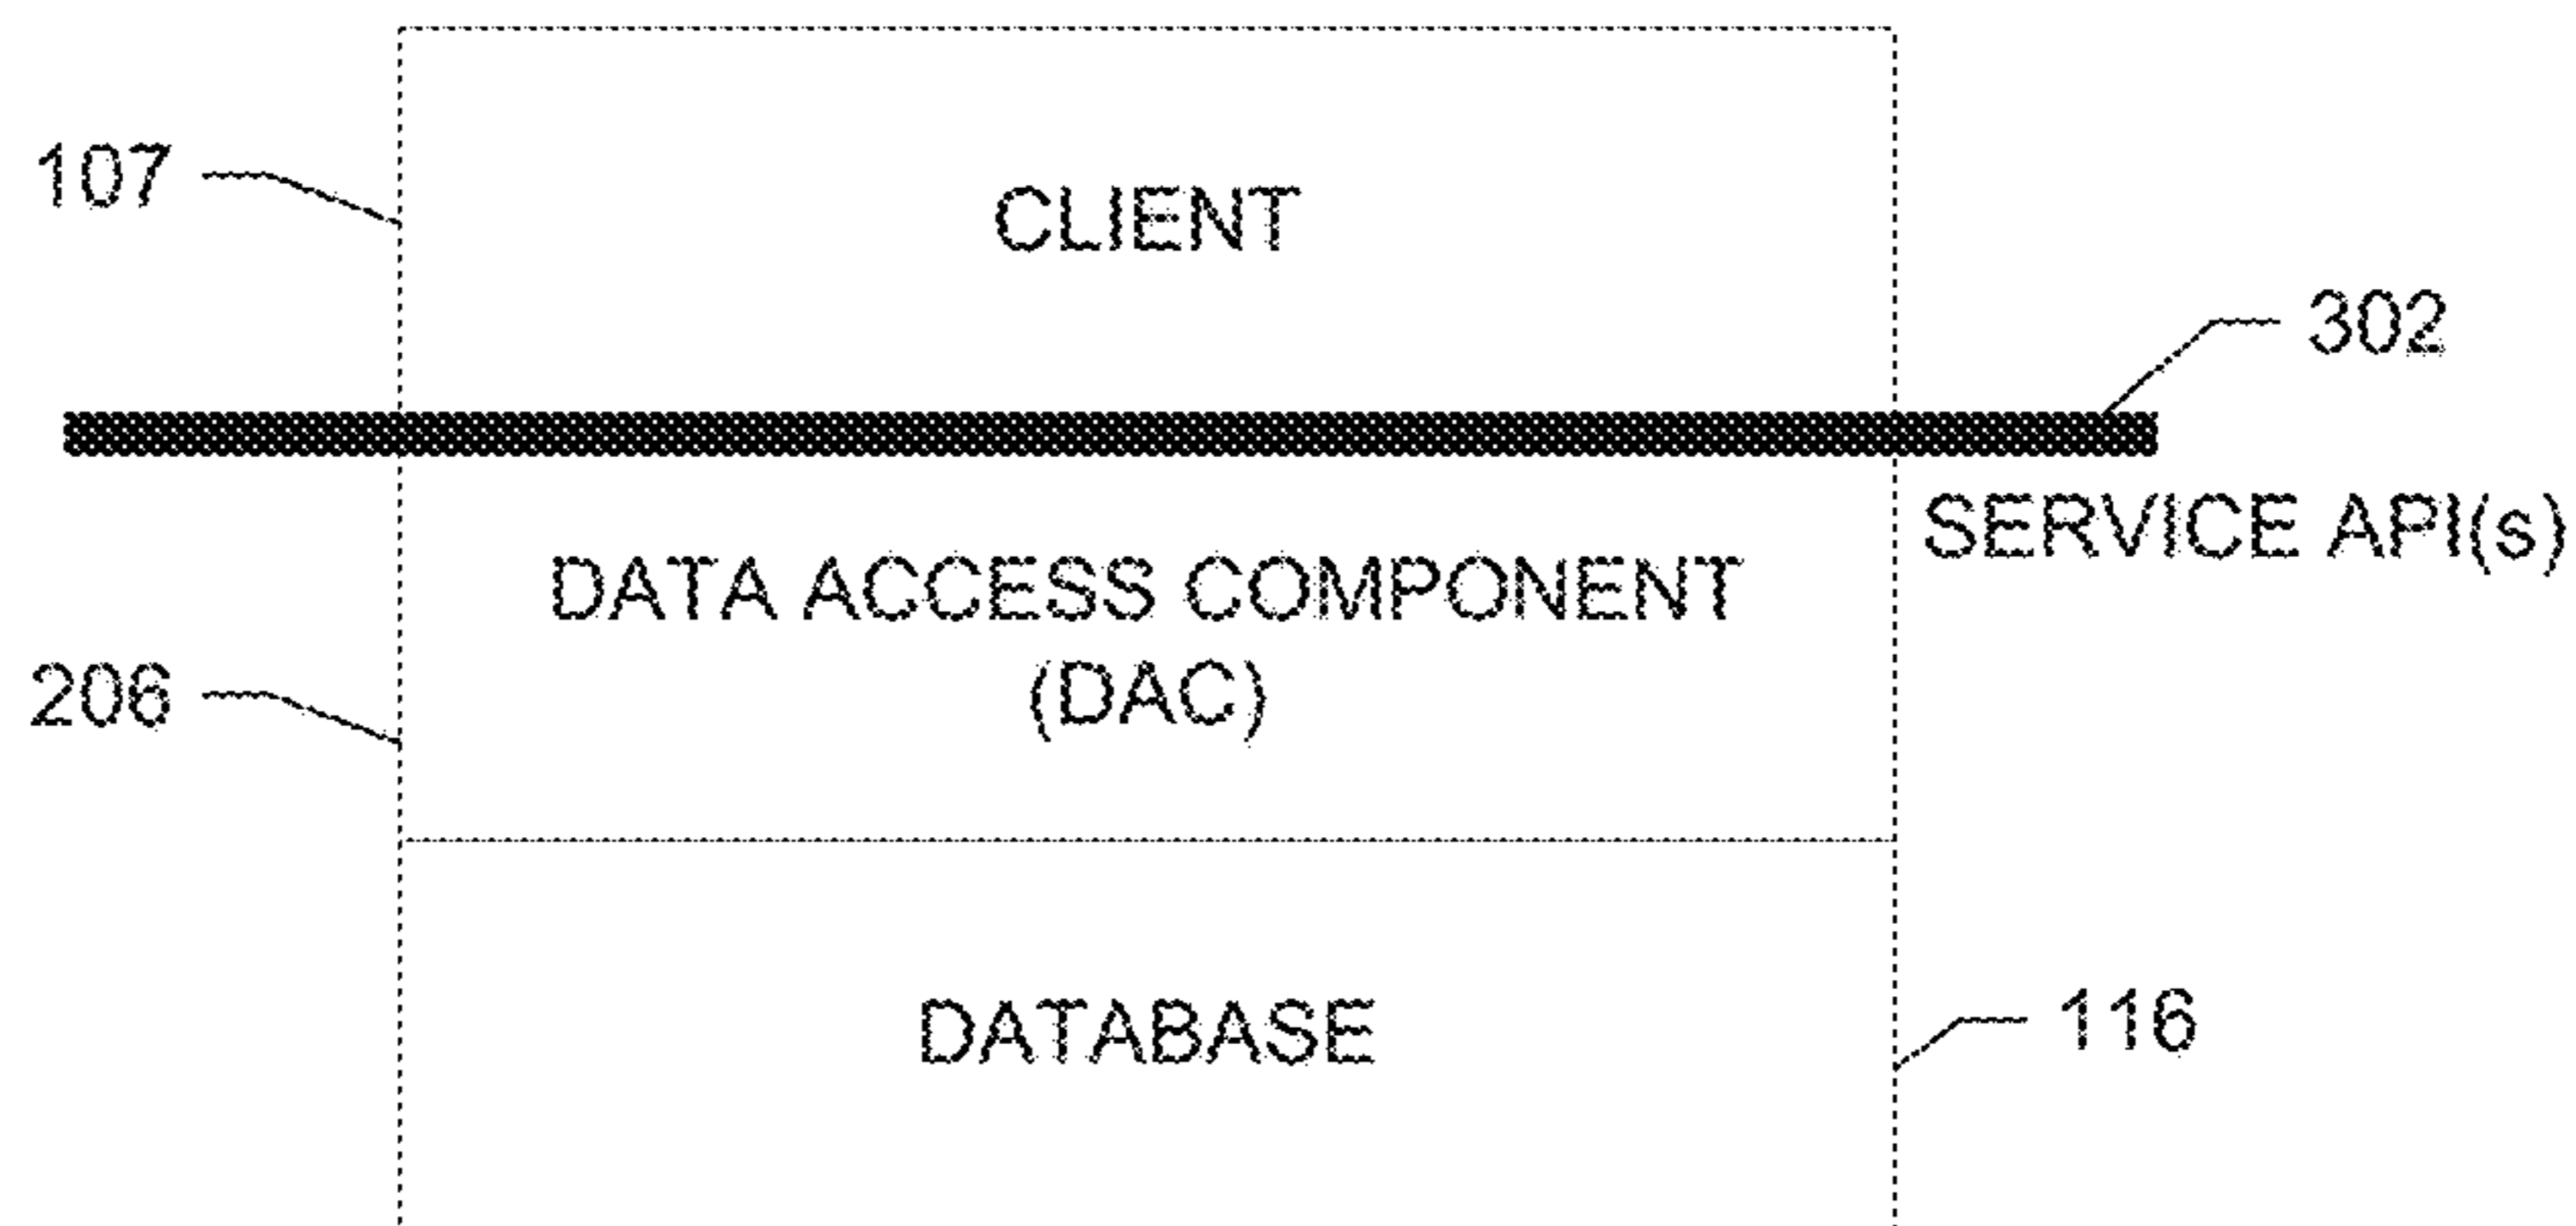 107
CLIENT
302
SERVICE API(s)
DATA ACCESS COMPONENT
(DAC)
206
DATABASE
116